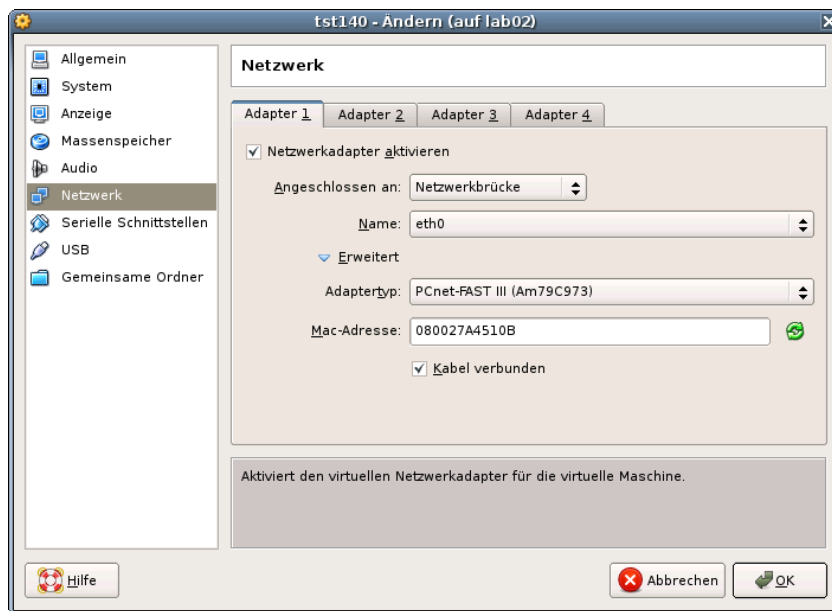 tst140 - Ändern (auf lab02)
Allgemein
System
Anzeige
Massenspeicher
Audio
Netzwerk
Serielle Schnittstellen
USB
Gemeinsame Ordner
Netzwerk
Adapter 1 Adapter 2 Adapter 3 Adapter 4
Netzwerkadapter aktivieren
Angeschlossen an: Netzwerkbrücke
Name: eth0
Erweitert
Adaptertyp: PCnet-FAST III (Am79C973)
Mac-Adresse: 080027A4510B
Kabel verbunden
Aktiviert den virtuellen Netzwerkadapter für die virtuelle Maschine.
Hilfe Abbrechen OK